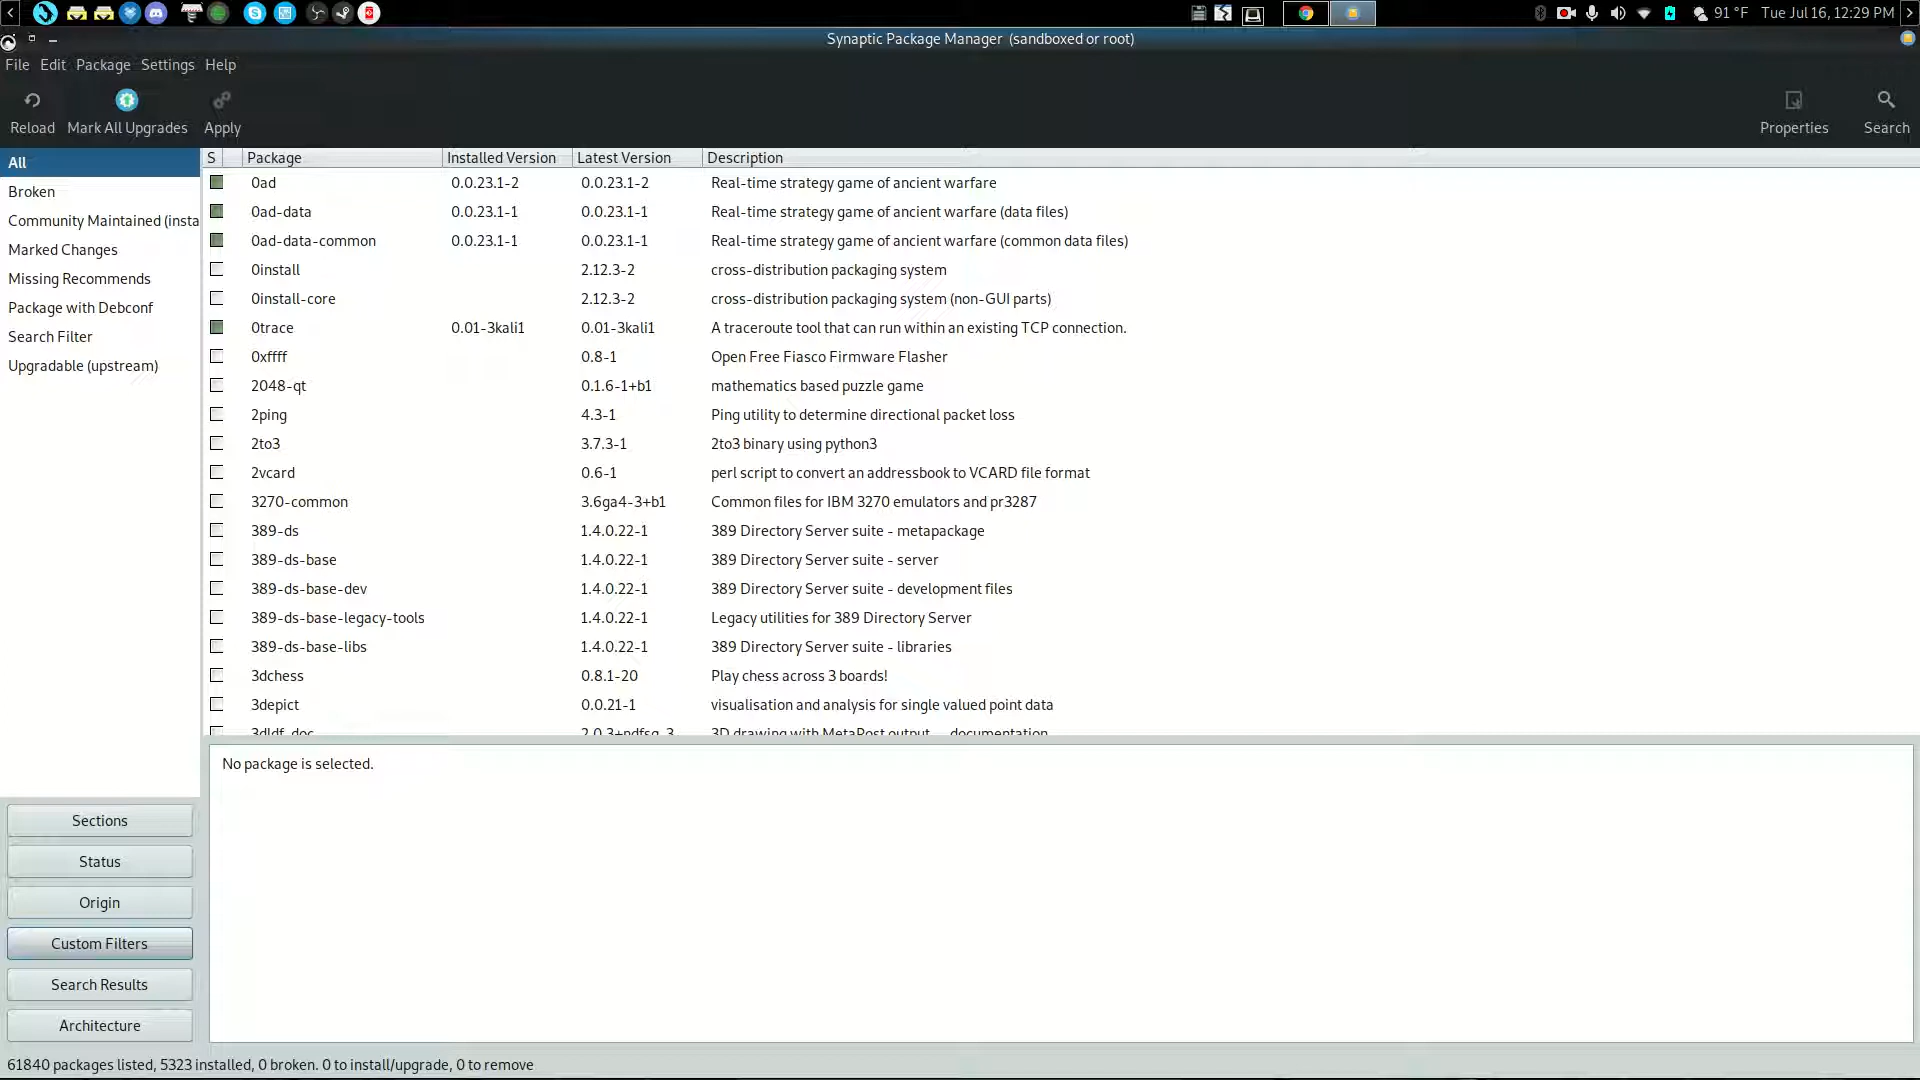 91 °F Tue Jul 16, 12:29 PM
Synaptic Package Manager (sandboxed or root)
File Edit Package Settings Help
Reload Mark All Upgrades Apply Properties Search
All
Broken
Community Maintained (insta
Marked Changes
Missing Recommends
Package with Debconf
Search Filter
Upgradable (upstream)
S Package Installed Version Latest Version Description
0ad 0.0.23.1-2 0.0.23.1-2 Real-time strategy game of ancient warfare
0ad-data 0.0.23.1-1 0.0.23.1-1 Real-time strategy game of ancient warfare (data files)
0ad-data-common 0.0.23.1-1 0.0.23.1-1 Real-time strategy game of ancient warfare (common data files)
0install 2.12.3-2 cross-distribution packaging system
0install-core 2.12.3-2 cross-distribution packaging system (non-GUI parts)
0trace 0.01-3kali1 0.01-3kali1 A traceroute tool that can run within an existing TCP connection.
0xffff 0.8-1 Open Free Fiasco Firmware Flasher
2048-qt 0.1.6-1+b1 mathematics based puzzle game
2ping 4.3-1 Ping utility to determine directional packet loss
2to3 3.7.3-1 2to3 binary using python3
2vcard 0.6-1 perl script to convert an addressbook to VCARD file format
3270-common 3.6ga4-3+b1 Common files for IBM 3270 emulators and pr3287
389-ds 1.4.0.22-1 389 Directory Server suite - metapackage
389-ds-base 1.4.0.22-1 389 Directory Server suite - server
389-ds-base-dev 1.4.0.22-1 389 Directory Server suite - development files
389-ds-base-legacy-tools 1.4.0.22-1 Legacy utilities for 389 Directory Server
389-ds-base-libs 1.4.0.22-1 389 Directory Server suite - libraries
3dchess 0.8.1-20 Play chess across 3 boards!
3depict 0.0.21-1 visualisation and analysis for single valued point data
3D drawing with MetaPost output documentation
No package is selected.
Sections
Status
Origin
Custom Filters
Search Results
Architecture
61840 packages listed, 5323 installed, 0 broken. 0 to install/upgrade, 0 to remove